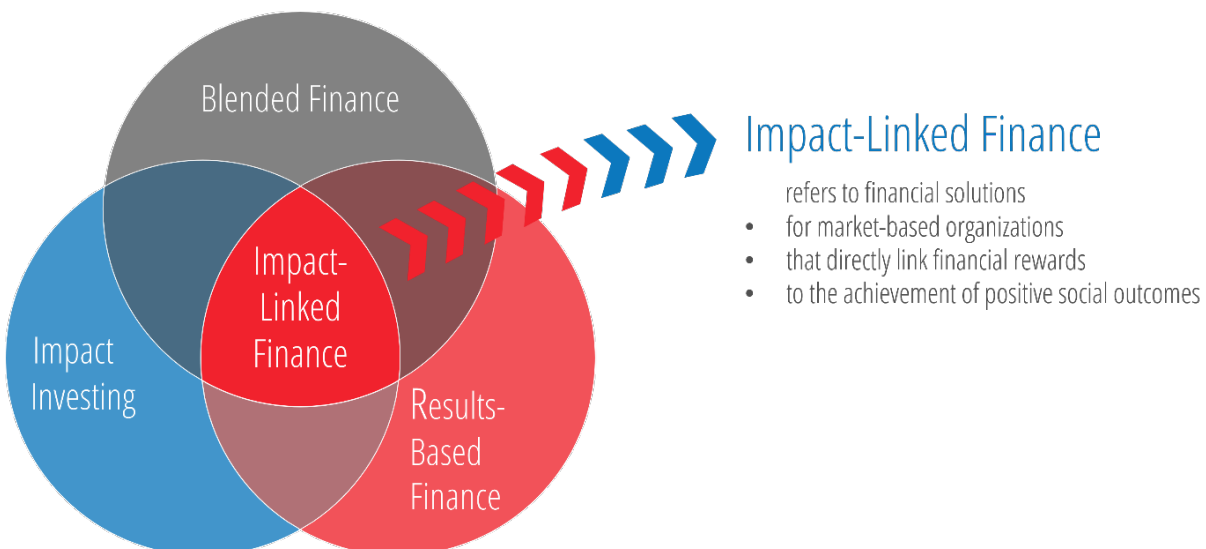 Blended Finance
Impact-
Linked
Finance
Impact
Investing
Results-
Based
Finance
Impact-Linked Finance
refers to financial solutions
• for market-based organizations
• that directly link financial rewards
• to the achievement of positive social outcomes